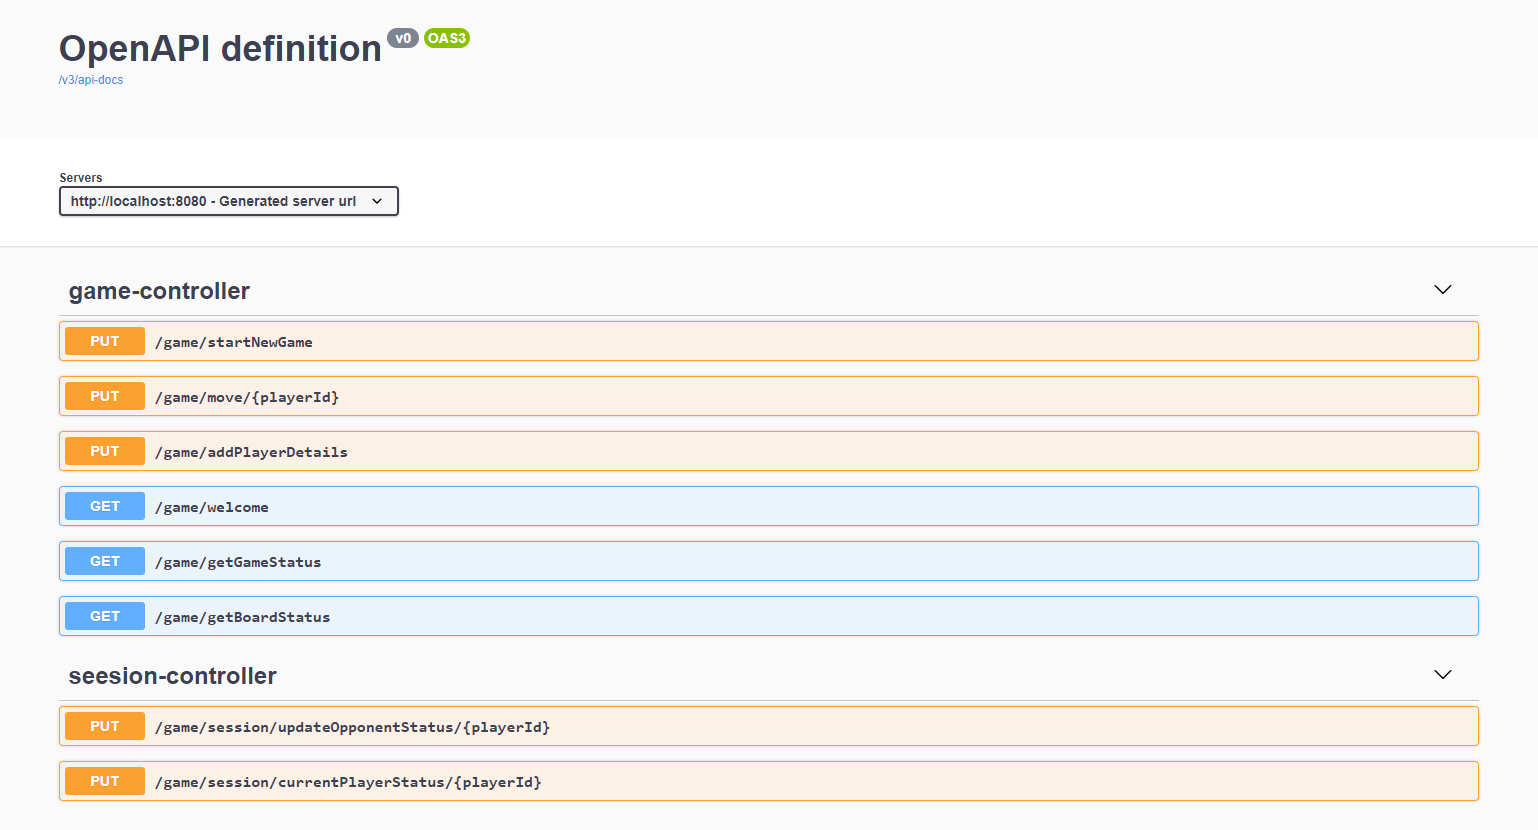 OpenAPI definition v0 OAS3
/v3/api-docs
Servers
http://localhost:8080 - Generated server url
game-controller
PUT /game/startNewGame
PUT /game/move/{playerId}
PUT /game/addPlayerDetails
GET /game/welcome
GET /game/getGameStatus
GET /game/getBoardStatus
seesion-controller
PUT /game/session/updateOpponentStatus/{playerId}
PUT /game/session/currentPlayerStatus/{playerId}